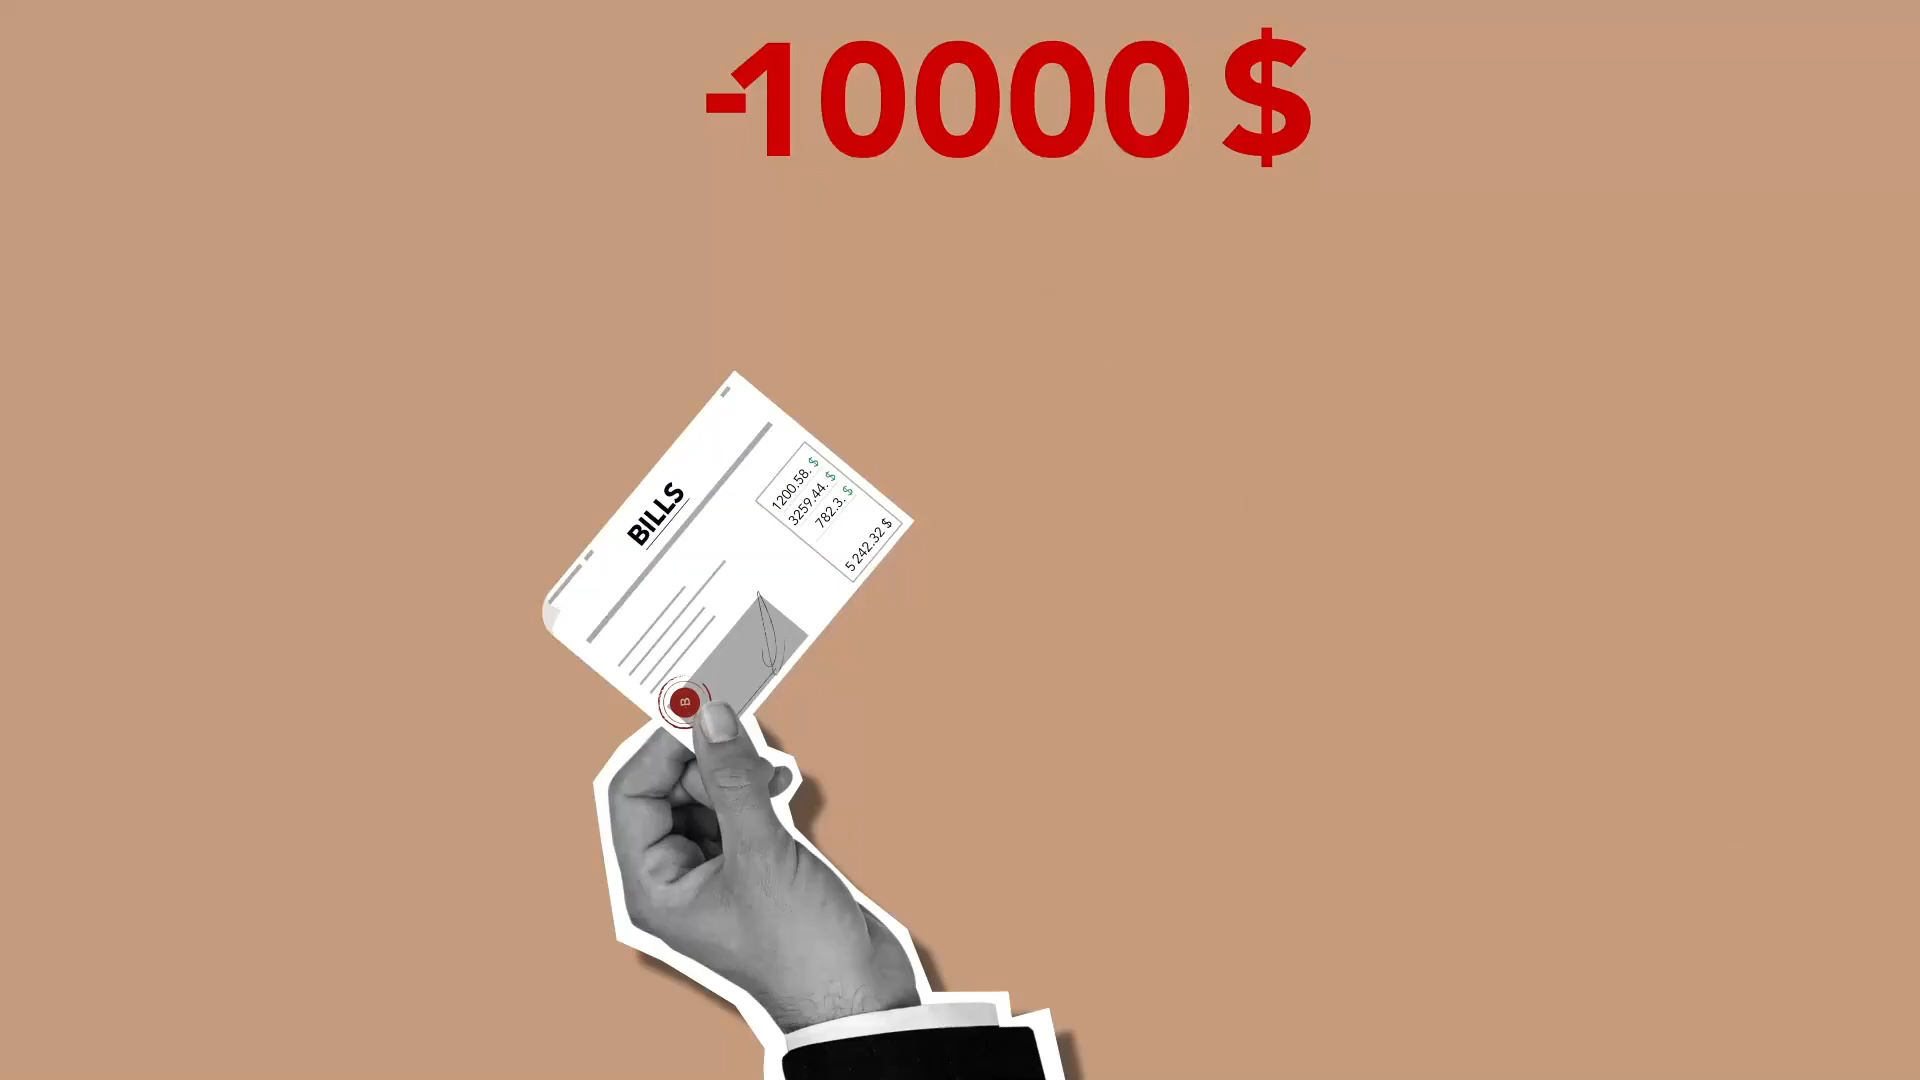 -10000 $
BILLS
1200.58. $
3259.44. $
782.3. $
5 242.32 $
B